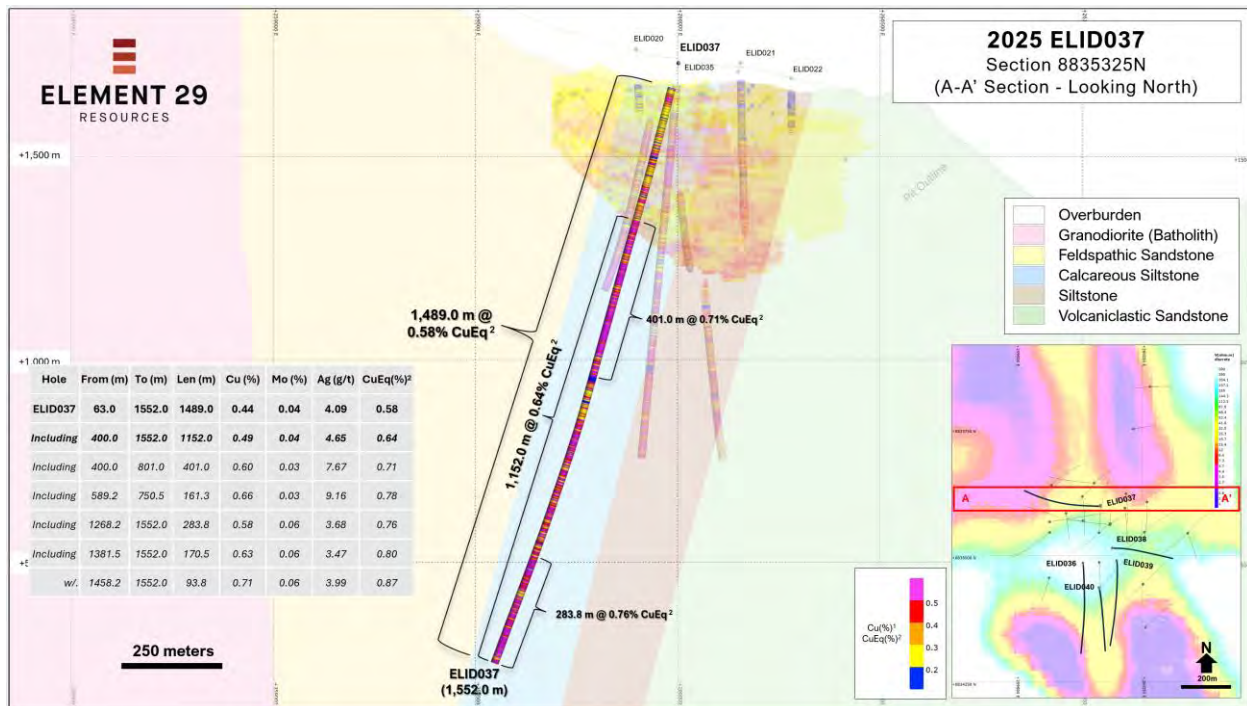 ELEMENT 29
RESOURCES
2025 ELID037
Section 8835325N
(A-A' Section - Looking North)
ELID020
ELID037
ELID035
ELID021
ELID022
+1,500 m
+1,000 m
Pit Outline
Overburden
Granodiorite (Batholith)
Feldspathic Sandstone
Calcareous Siltstone
Siltstone
Volcaniclastic Sandstone
1,489.0 m @
0.58% CuEq²
401.0 m @ 0.71% CuEq²
1,152.0 m @ 0.64% CuEq²
283.8 m @ 0.76% CuEq²
ELID037
(1,552.0 m)
Hole From (m) To (m) Len (m) Cu (%) Mo (%) Ag (g/t) CuEq(%)²
ELID037 63.0 1552.0 1489.0 0.44 0.04 4.09 0.58
Including 400.0 1552.0 1152.0 0.49 0.04 4.65 0.64
Including 400.0 801.0 401.0 0.60 0.03 7.67 0.71
Including 589.2 750.5 161.3 0.66 0.03 9.16 0.78
Including 1268.2 1552.0 283.8 0.58 0.06 3.68 0.76
Including 1381.5 1552.0 170.5 0.63 0.06 3.47 0.80
w/. 1458.2 1552.0 93.8 0.71 0.06 3.99 0.87
250 meters
Cu(%)¹
CuEq(%)²
0.5
0.4
0.3
0.2
A
A'
ELID037
ELID038
ELID036
ELID039
ELID040
N
200m